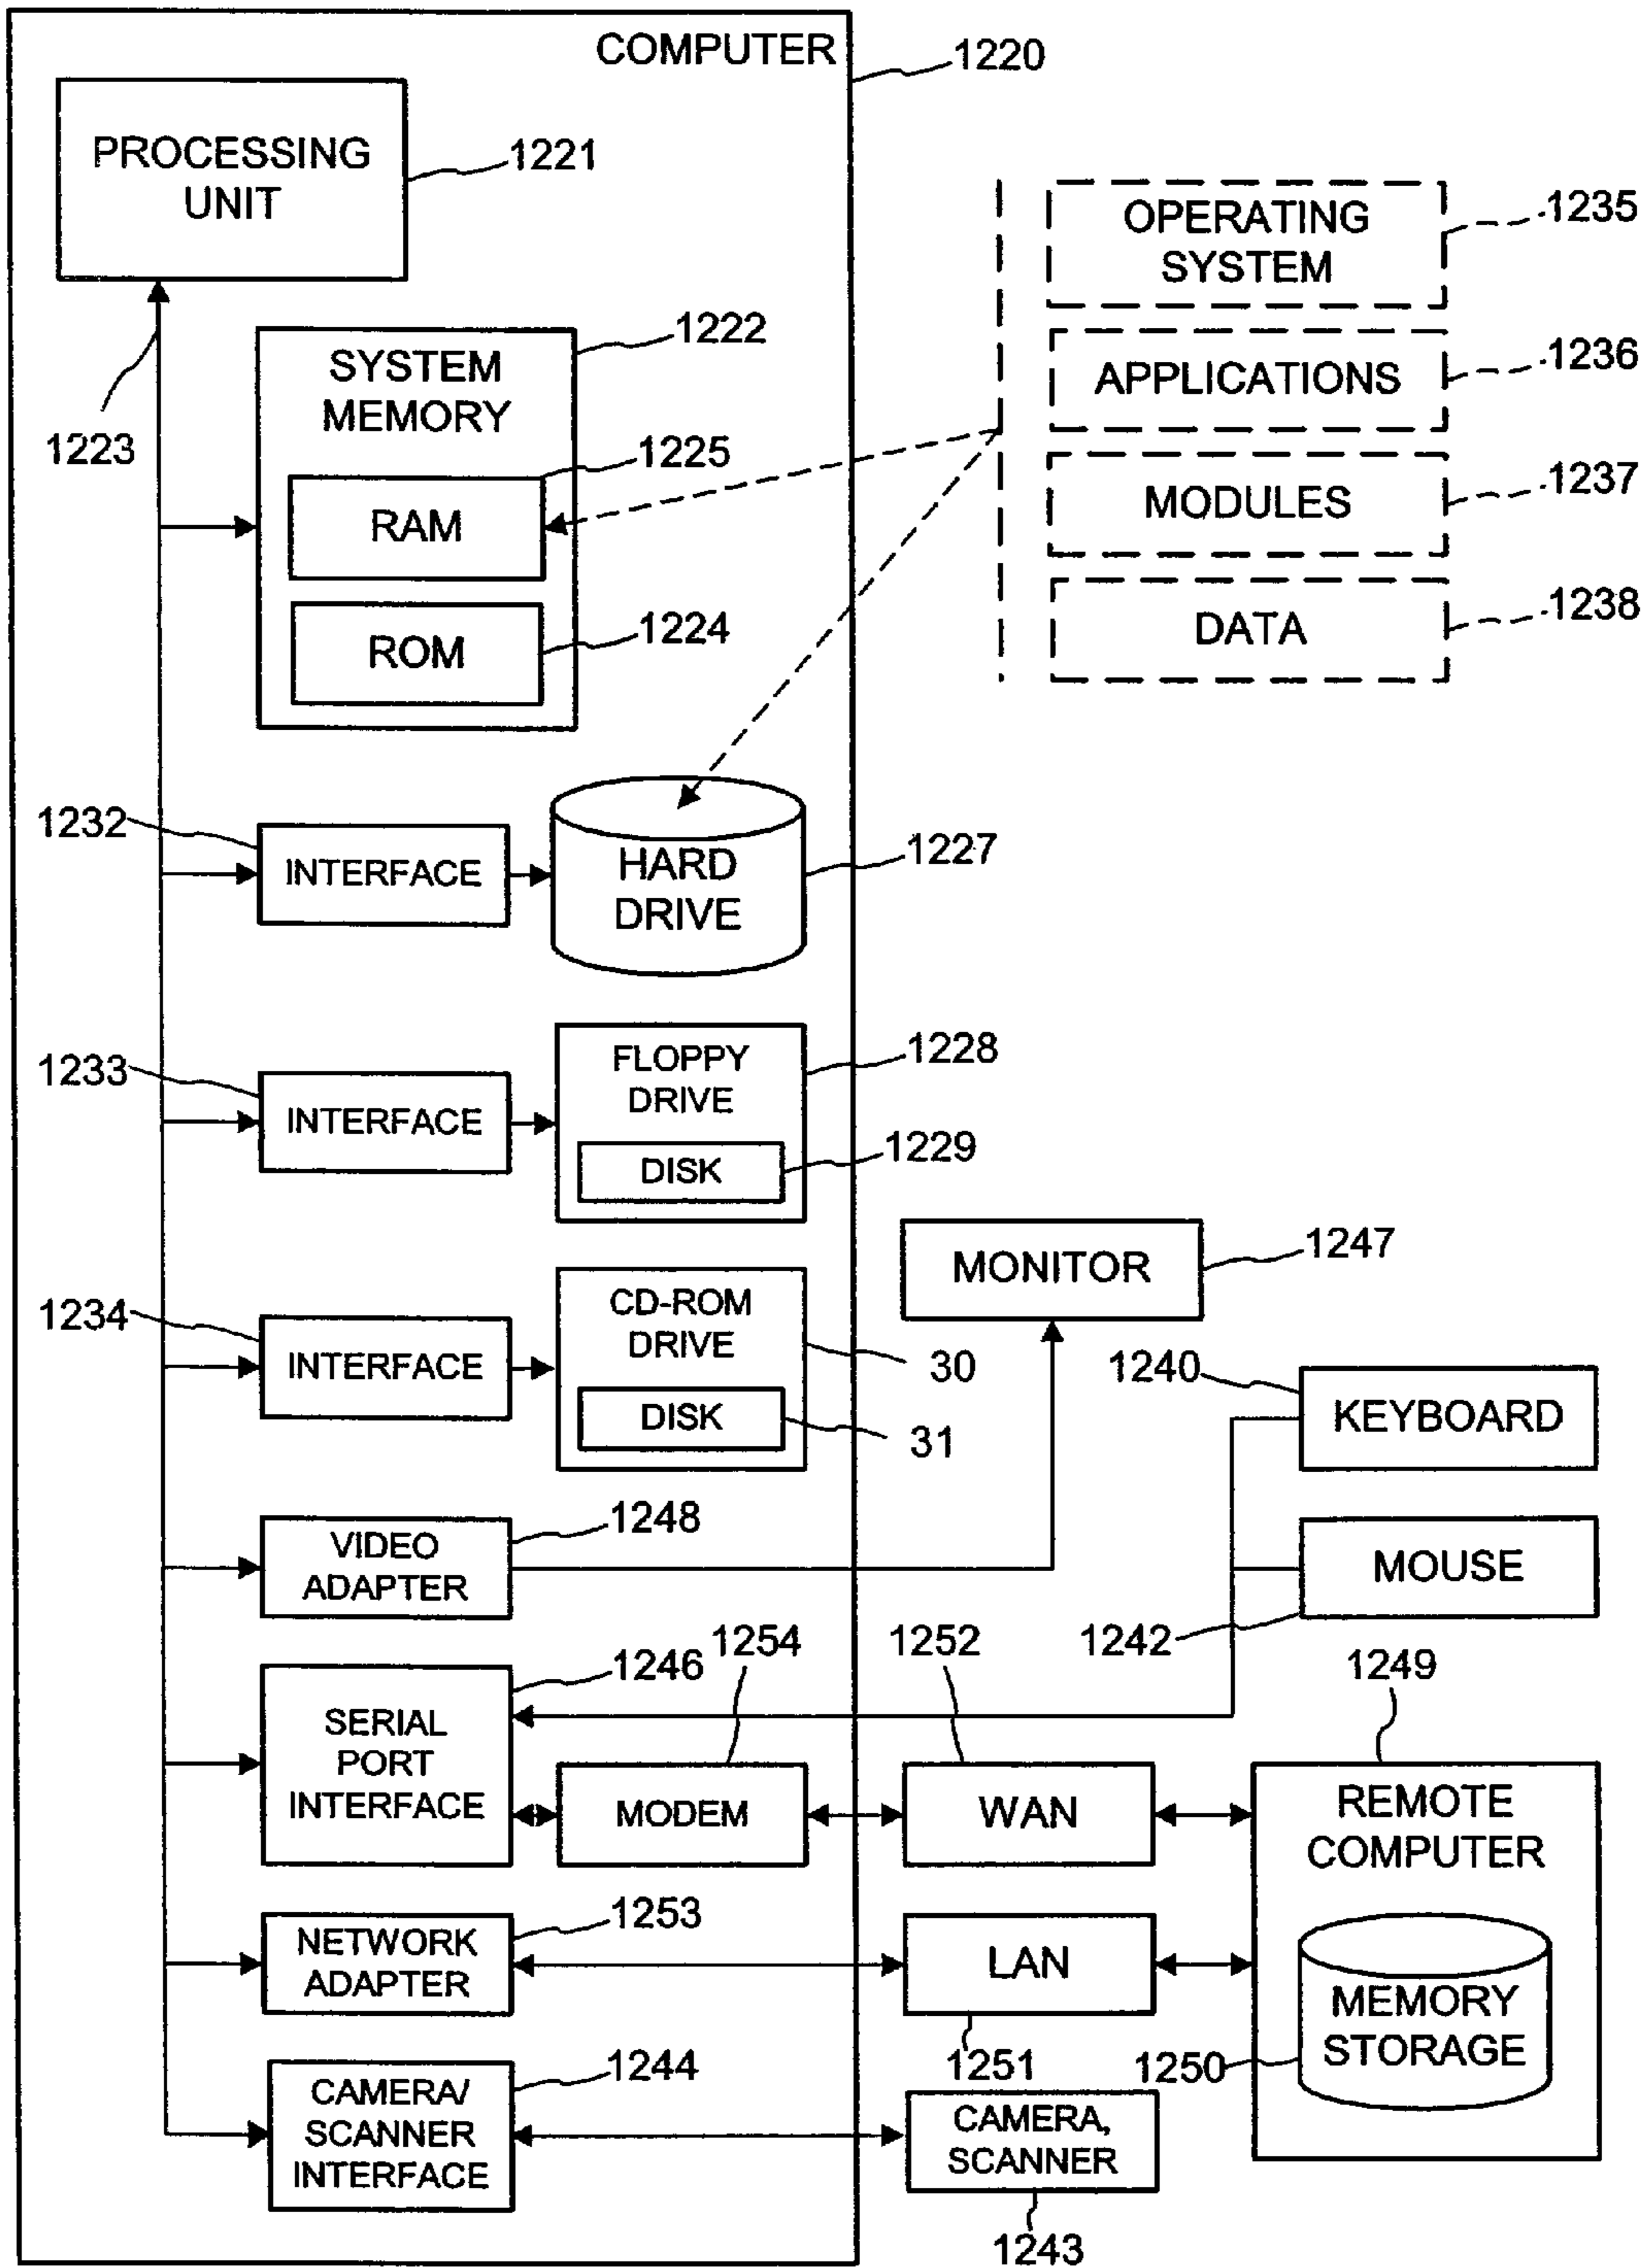 COMPUTER
1220
PROCESSING
UNIT
1221
1223
SYSTEM
MEMORY
1222
RAM
1225
ROM
1224
OPERATING
SYSTEM
1235
APPLICATIONS
1236
MODULES
1237
DATA
1238
1232
INTERFACE
HARD
DRIVE
1227
1233
INTERFACE
FLOPPY
DRIVE
1228
DISK
1229
1234
INTERFACE
CD-ROM
DRIVE
30
DISK
31
MONITOR
1247
1240
KEYBOARD
MOUSE
1242
VIDEO
ADAPTER
1248
SERIAL
PORT
INTERFACE
1246
MODEM
1254
WAN
1252
REMOTE
COMPUTER
1249
MEMORY
STORAGE
1250
NETWORK
ADAPTER
1253
LAN
1251
CAMERA/
SCANNER
INTERFACE
1244
CAMERA,
SCANNER
1243